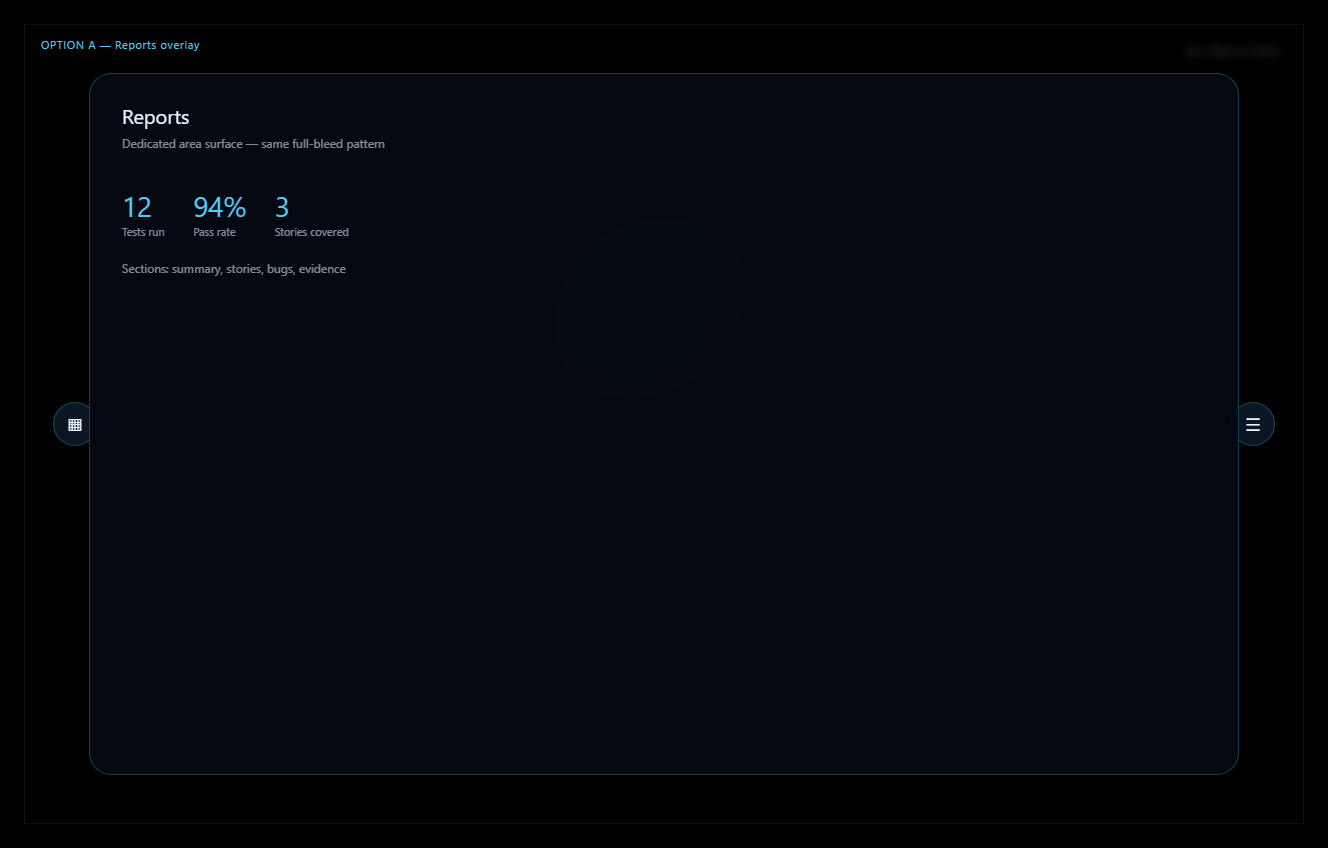 OPTION A — Reports overlay
Reports
Dedicated area surface — same full-bleed pattern
12 94% 3
Tests run Pass rate Stories covered
Sections: summary, stories, bugs, evidence